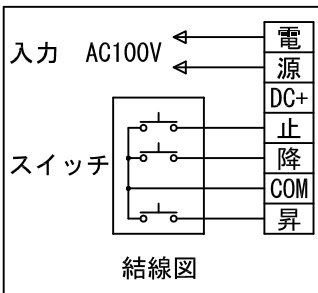 入力 AC100V
電
源
DC+
止
降
COM
昇
スイッチ
結線図